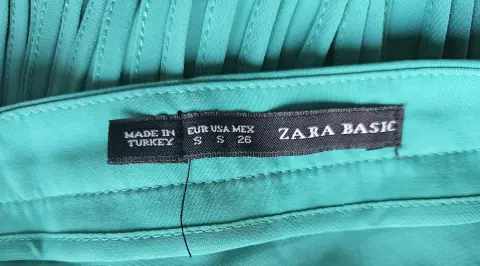 MADE IN
TURKEY
EUR USA MEX
S S 26
ZARA BASIC